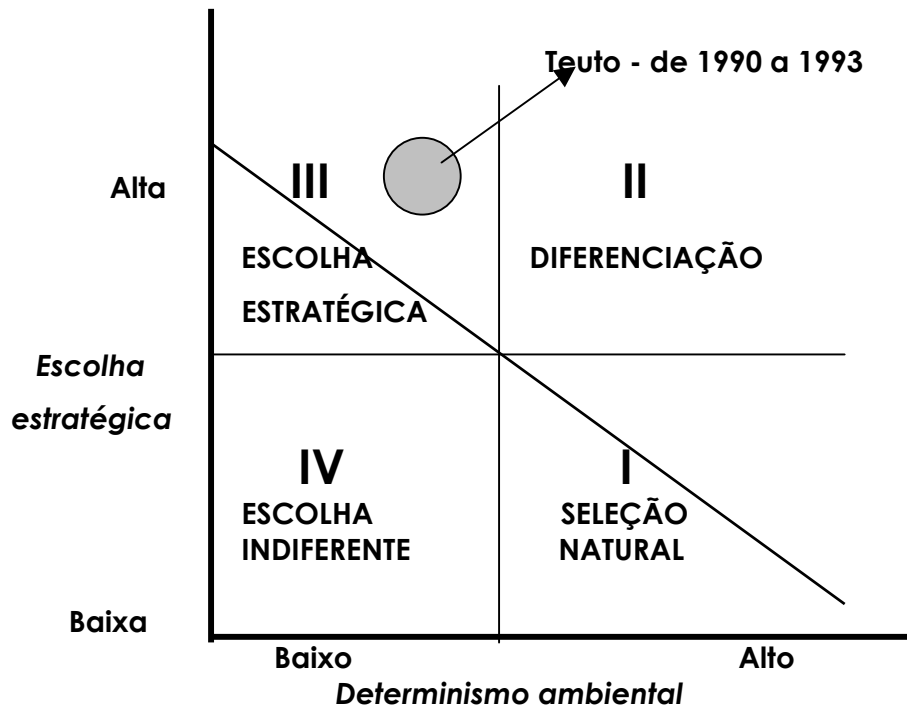 Teuto - de 1990 a 1993
Alta
III
II
ESCOLHA
ESTRATÉGICA
DIFERENCIAÇÃO
Escolha
estratégica
IV
ESCOLHA
INDIFERENTE
I
SELEÇÃO
NATURAL
Baixa
Baixo
Alto
Determinismo ambiental